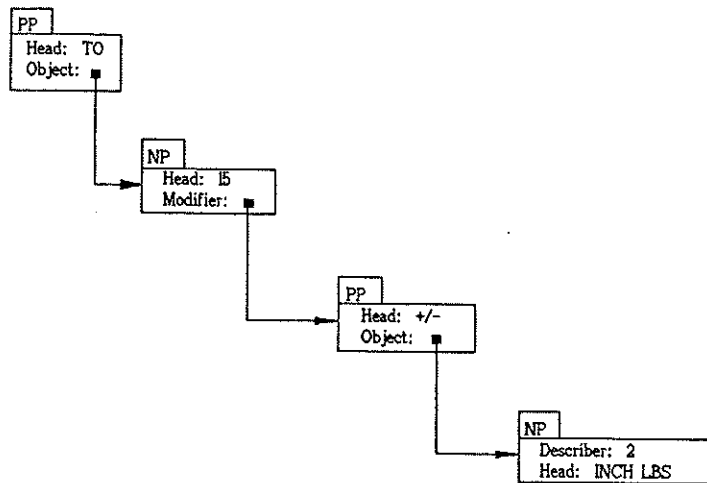 PP
Head: TO
Object:
NP
Head: 15
Modifier:
PP
Head: +/-
Object:
NP
Describer: 2
Head: INCH LBS